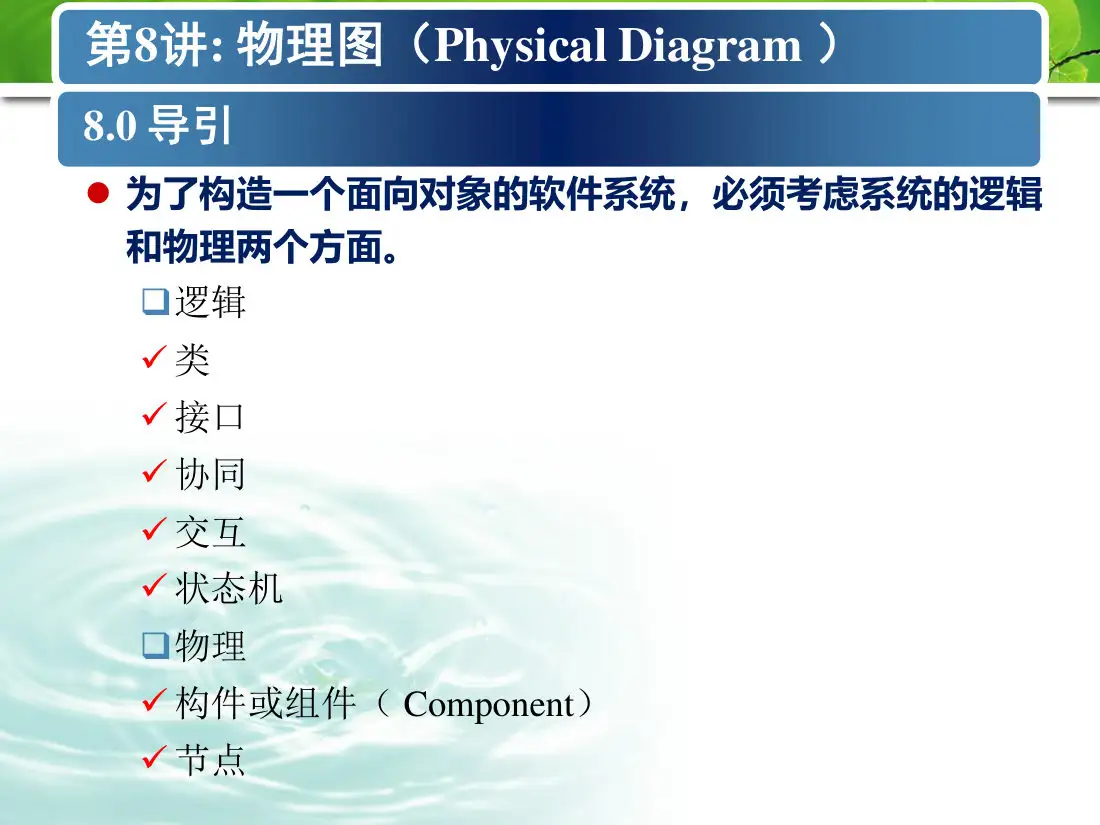 第8讲: 物理图（Physical Diagram ）
8.0 导引
为了构造一个面向对象的软件系统，必须考虑系统的逻辑
和物理两个方面。
逻辑
类
接口
协同
交互
状态机
物理
构件或组件（ Component）
节点